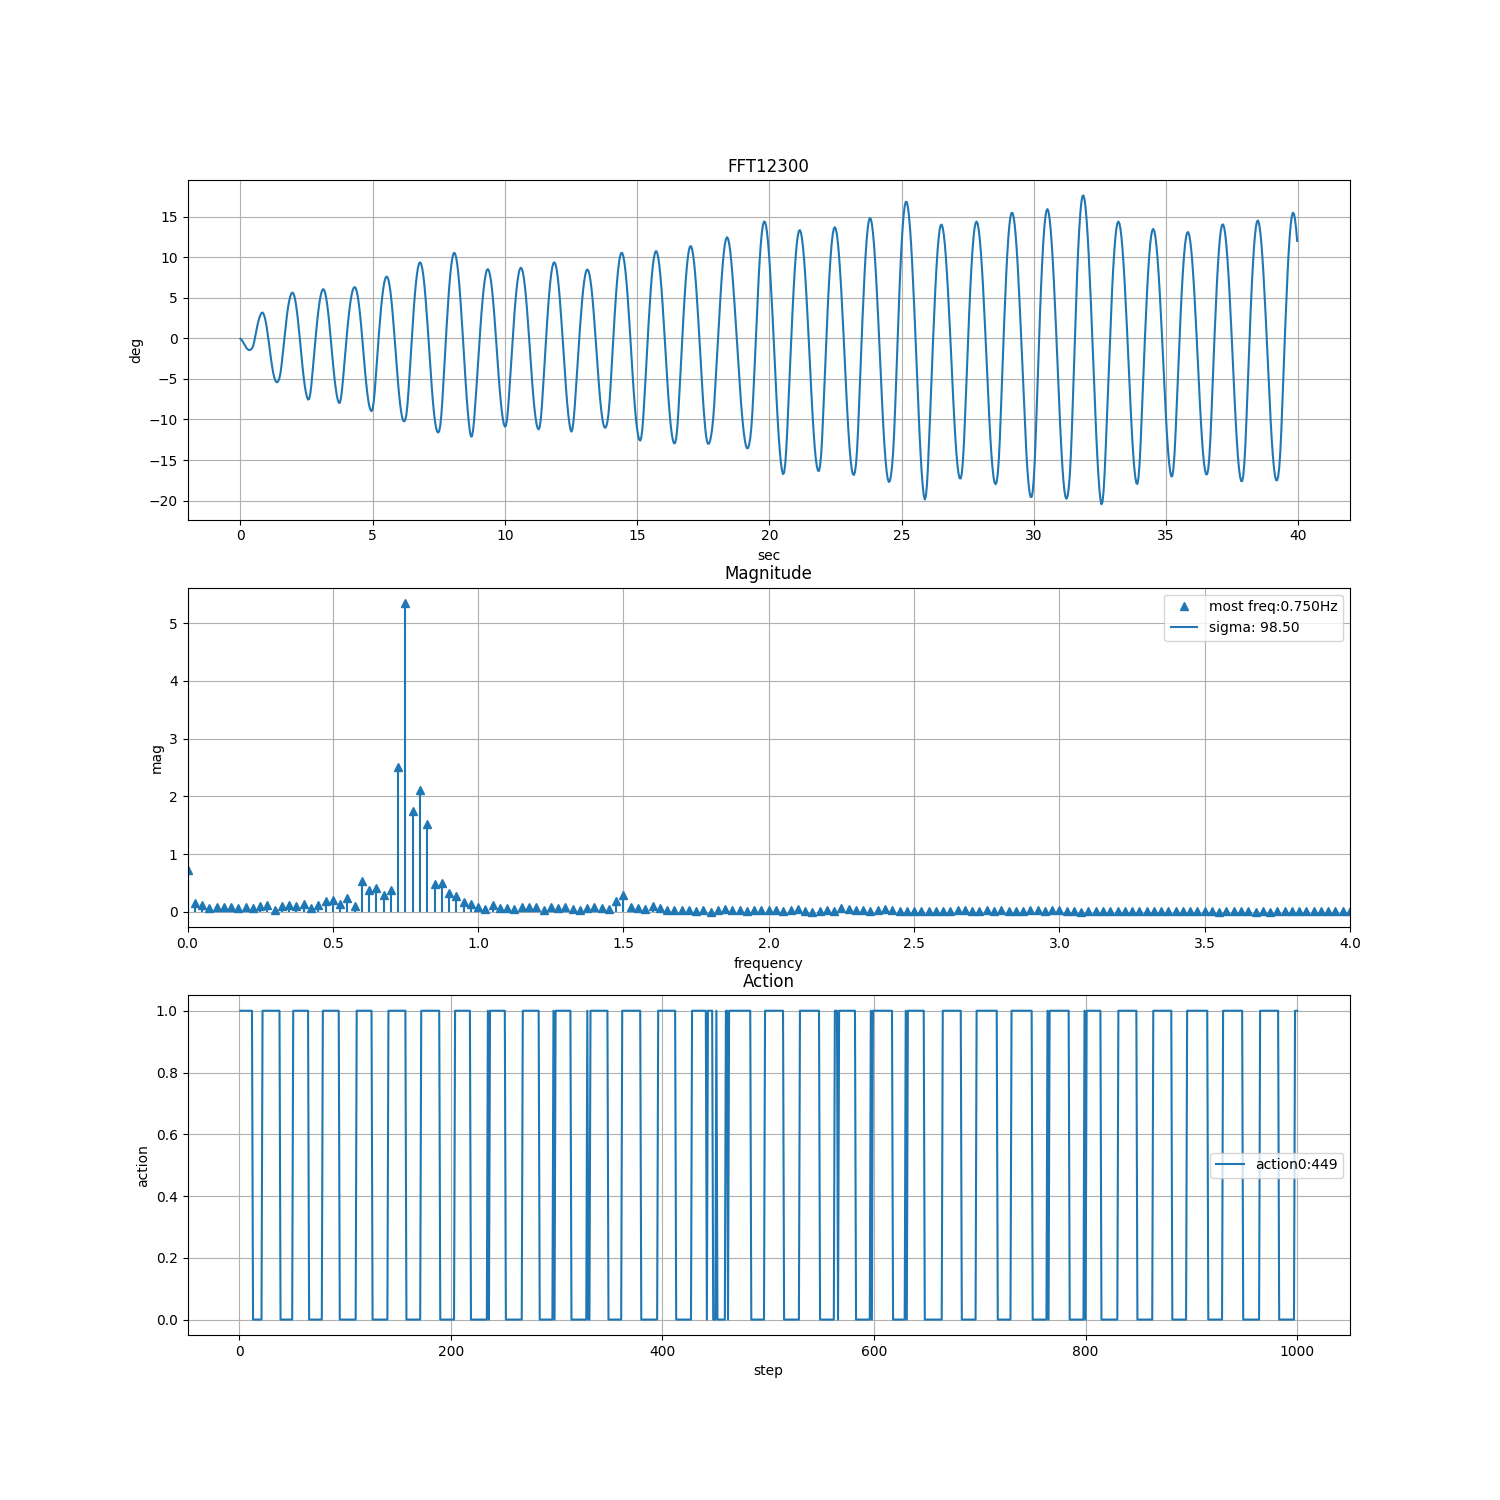 FFT12300
deg
15
10
5
0
−5
−10
−15
−20
0 5 10 15 20 25 30 35 40
sec
Magnitude
mag
5
4
3
2
1
0
most freq:0.750Hz
sigma: 98.50
0.0 0.5 1.0 1.5 2.0 2.5 3.0 3.5 4.0
frequency
Action
action
1.0
0.8
0.6
0.4
0.2
0.0
action0:449
0 200 400 600 800 1000
step